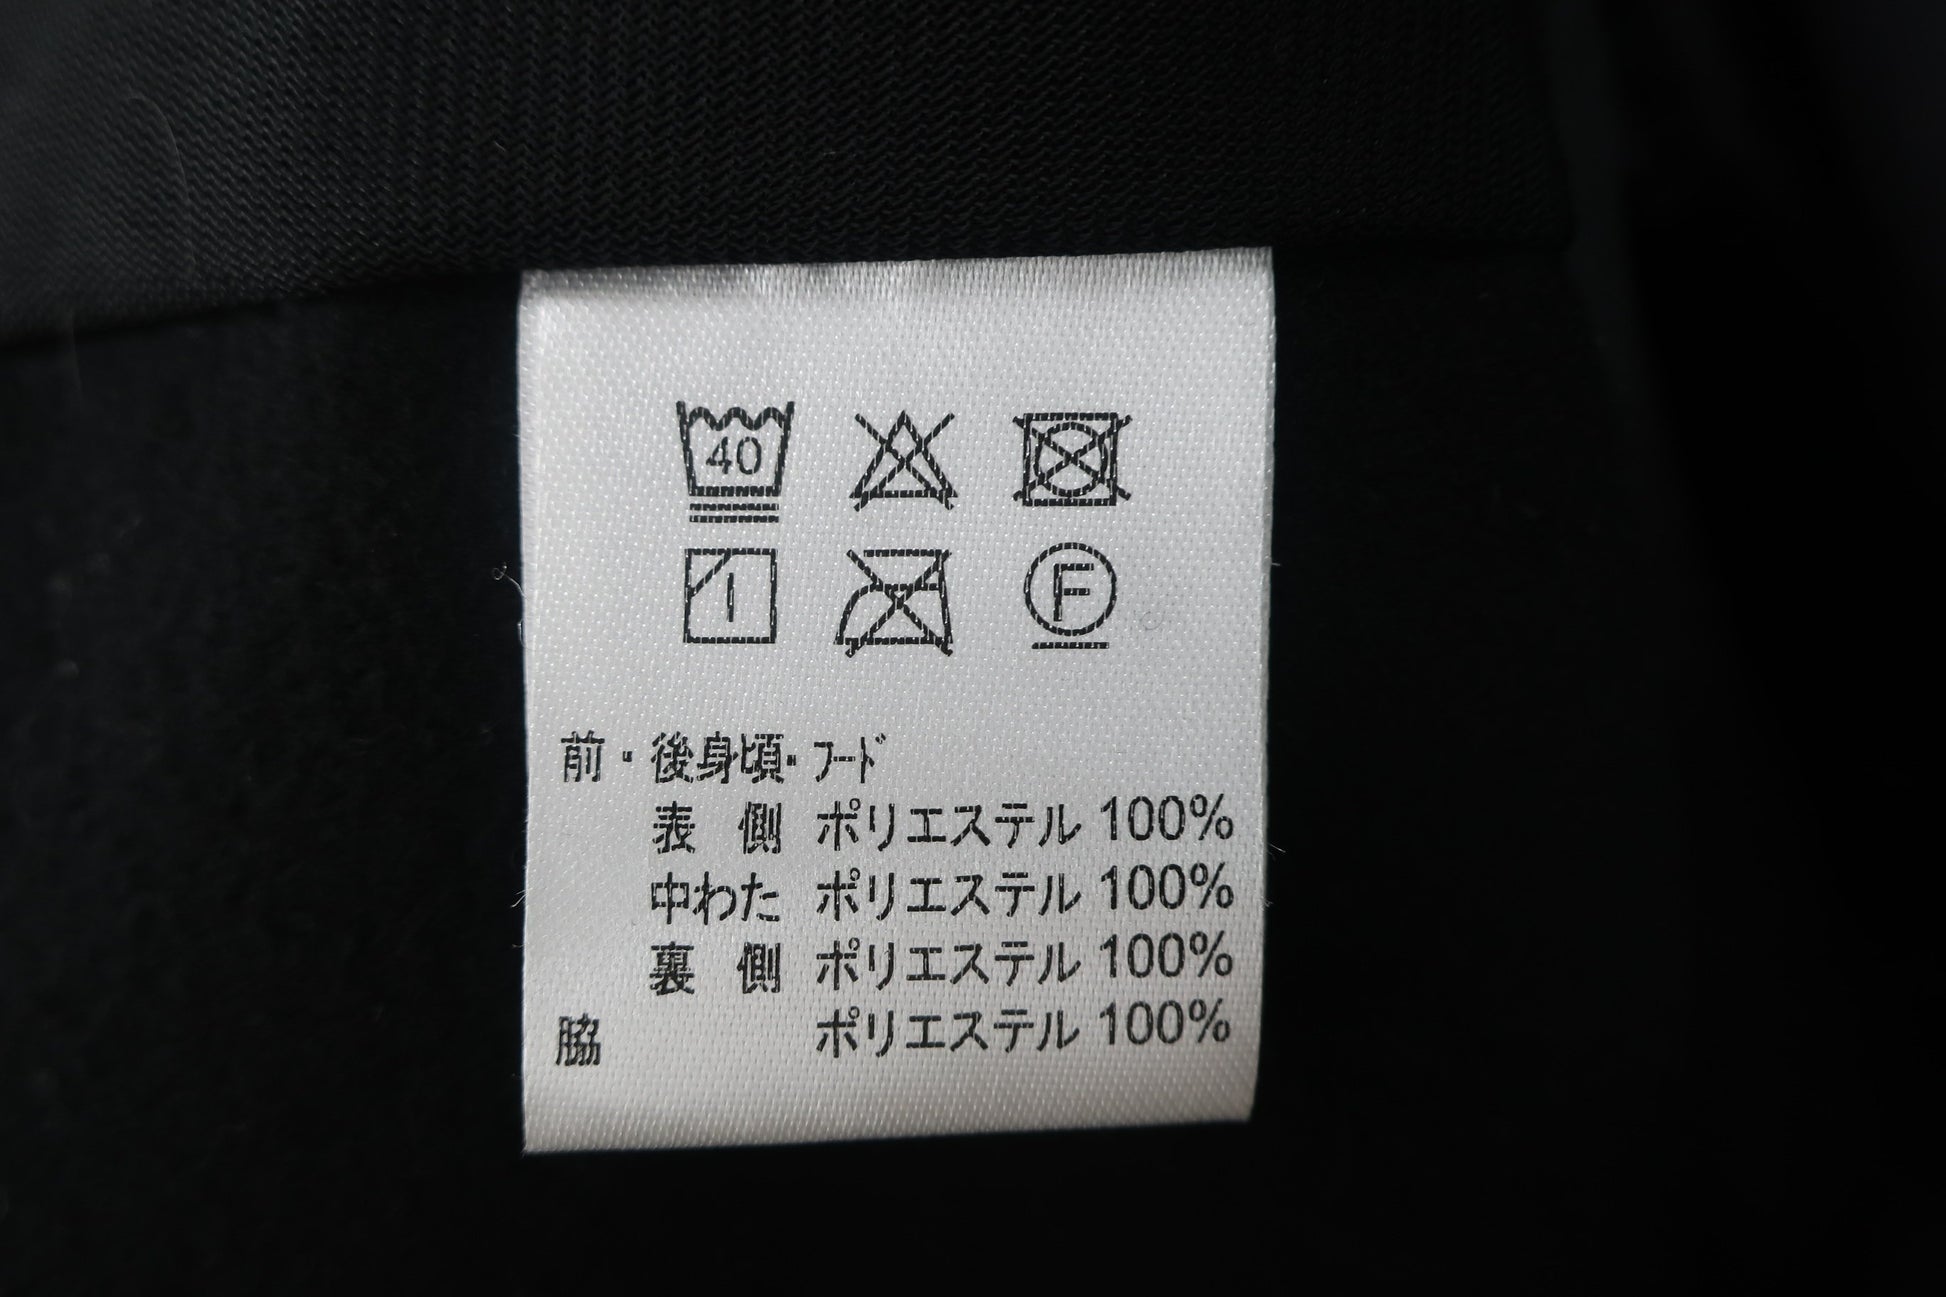 40
F
前・後身頃・フード
表 側 ポリエステル 100%
中わた ポリエステル 100%
裏 側 ポリエステル 100%
脇 ポリエステル 100%